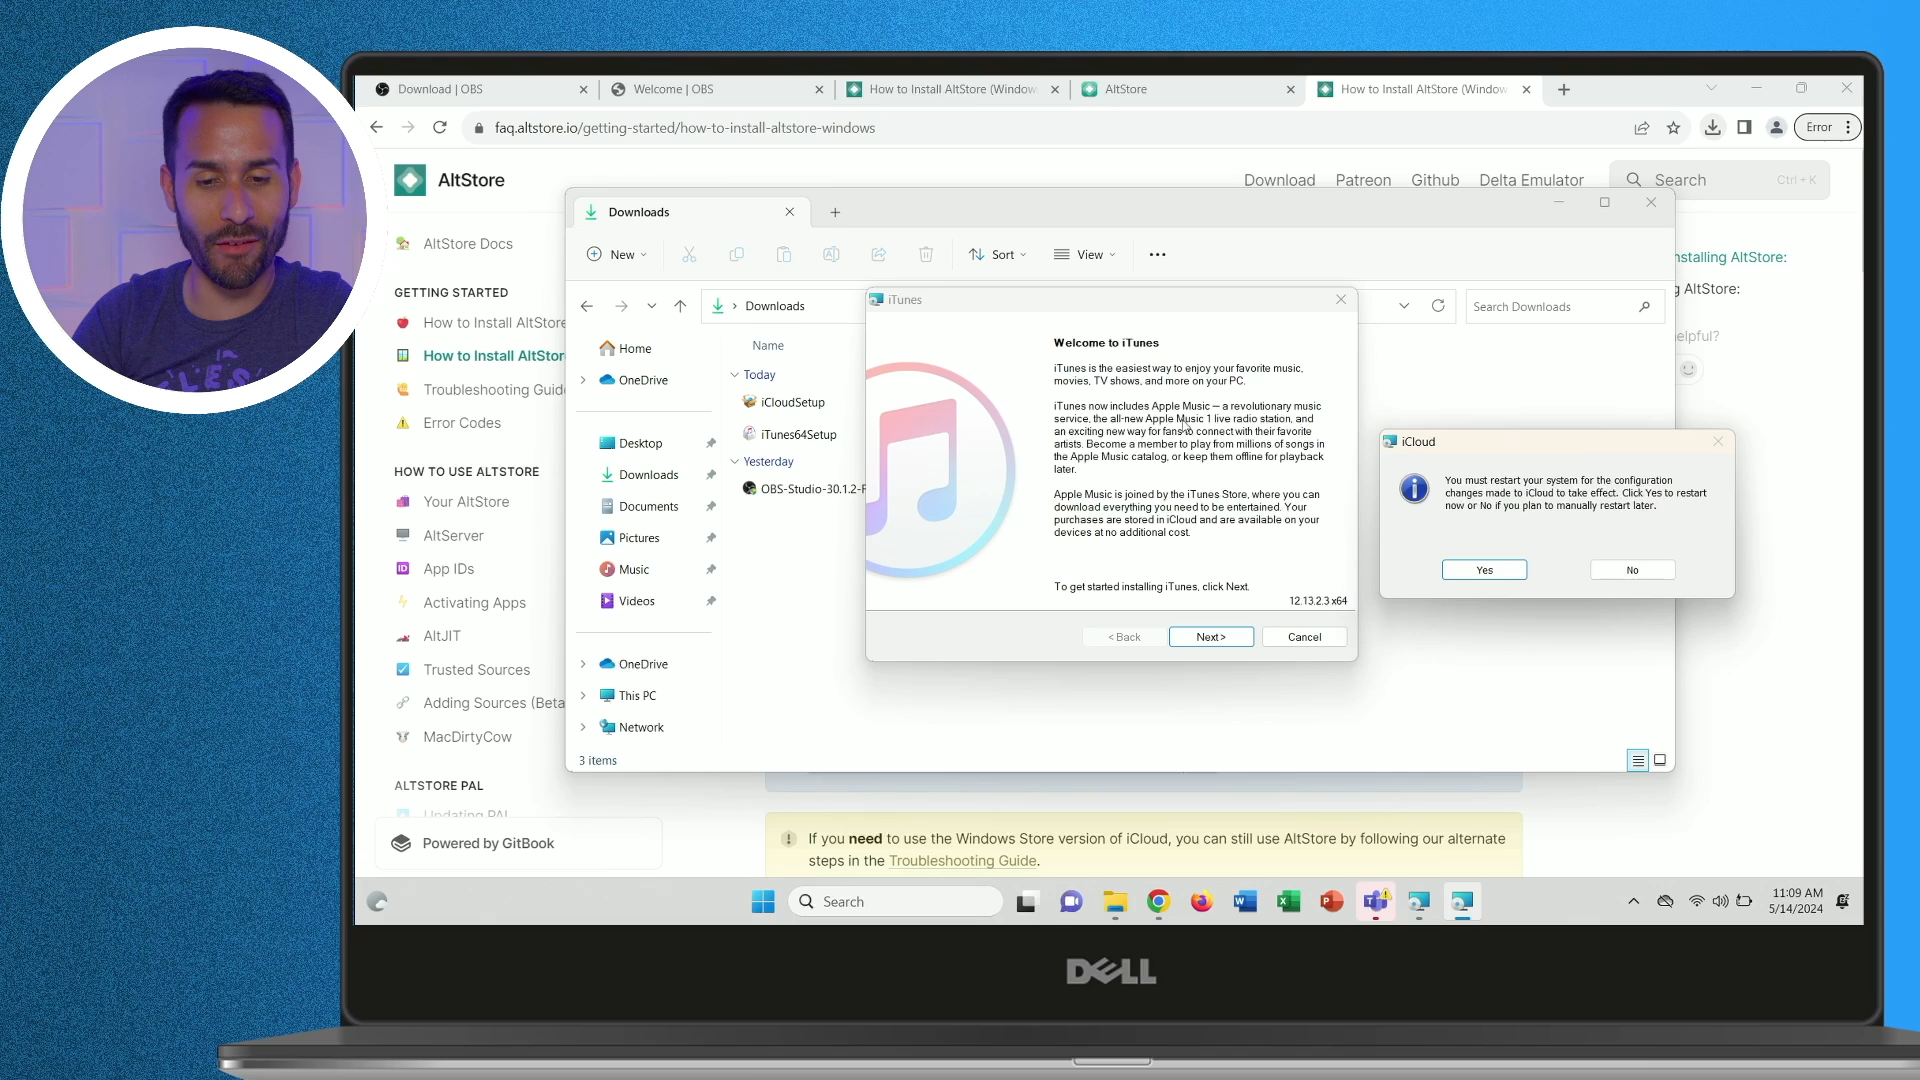 Download | OBS
Welcome | OBS
How to Install AltStore (Window
AltStore
How to Install AltStore (Window
faq.altstore.io/getting-started/how-to-install-altstore-windows
Error
AltStore
Download
Patreon
Github
Delta Emulator
Search
Ctrl + K
AltStore Docs
GETTING STARTED
How to Install AltStore
How to Install AltStor
Troubleshooting Guid
Error Codes
HOW TO USE ALTSTORE
Your AltStore
AltServer
App IDs
Activating Apps
AltJIT
Trusted Sources
Adding Sources (Beta
MacDirtyCow
ALTSTORE PAL
Updating PAL
Powered by GitBook
nstalling AltStore:
g AltStore:
elpful?
Downloads
New
Sort
View
Downloads
Search Downloads
Home
OneDrive
Desktop
Downloads
Documents
Pictures
Music
Videos
OneDrive
This PC
Network
3 items
Name
Today
iCloudSetup
iTunes64Setup
Yesterday
OBS-Studio-30.1.2-F
iTunes
Welcome to iTunes
iTunes is the easiest way to enjoy your favorite music,
movies, TV shows, and more on your PC.
iTunes now includes Apple Music – a revolutionary music
service, the all-new Apple Music 1 live radio station, and
an exciting new way for fans to connect with their favorite
artists. Become a member to play from millions of songs in
the Apple Music catalog, or keep them offline for playback
later.
Apple Music is joined by the iTunes Store, where you can
download everything you need to be entertained. Your
purchases are stored in iCloud and are available on your
devices at no additional cost.
To get started installing iTunes, click Next.
12.13.2.3 x64
< Back
Next>
Cancel
iCloud
You must restart your system for the configuration
changes made to iCloud to take effect. Click Yes to restart
now or No if you plan to manually restart later.
Yes
No
If you need to use the Windows Store version of iCloud, you can still use AltStore by following our alternate
steps in the Troubleshooting Guide.
Search
11:09 AM
5/14/2024
DELL